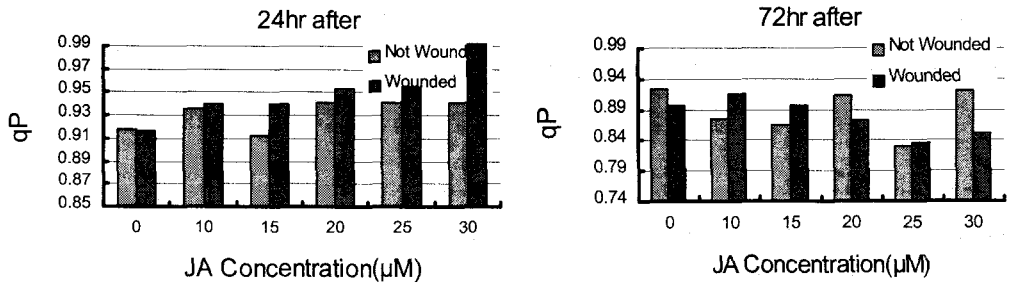 24hr after
qP
0.99
0.97
0.95
0.93
0.91
0.89
0.87
0.85
Not Wounded
Wounded
0 10 15 20 25 30
JA Concentration(μM)
72hr after
qP
0.99
0.94
0.89
0.84
0.79
0.74
Not Wounded
Wounded
0 10 15 20 25 30
JA Concentration(μM)